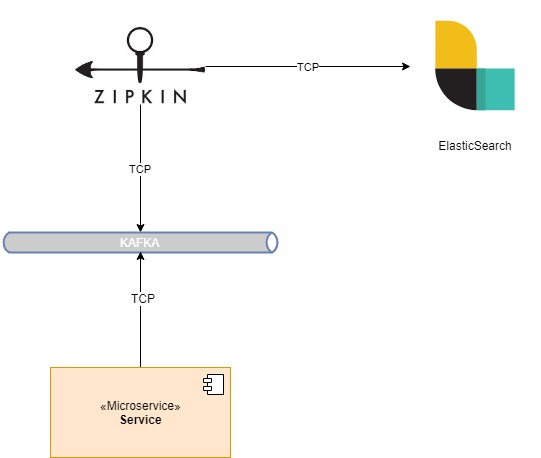 ZIPKIN
TCP
ElasticSearch
TCP
KAFKA
TCP
«Microservice»
Service